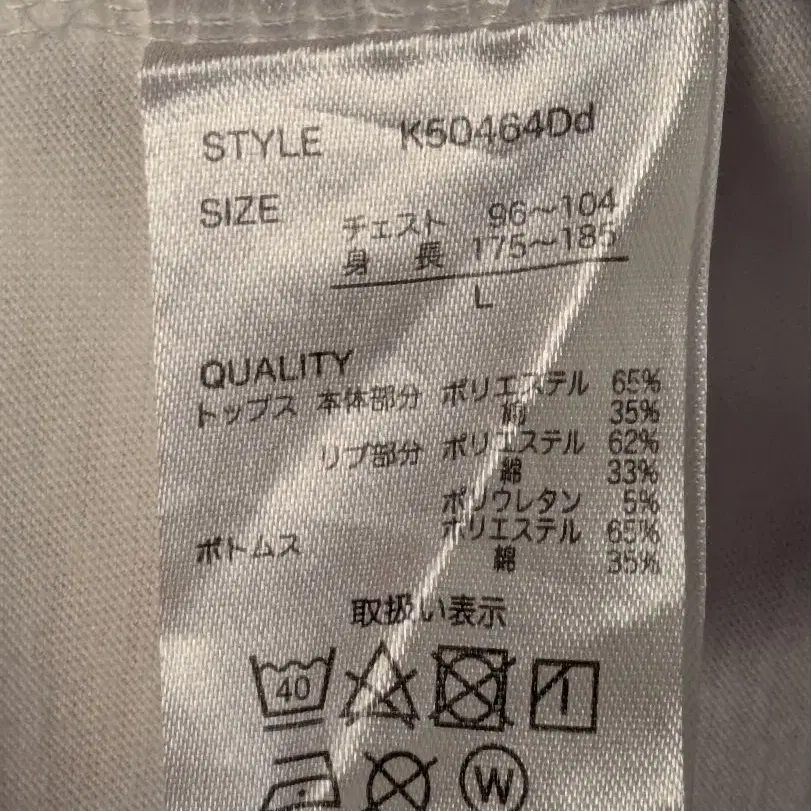 STYLE K50464Dd
SIZE チェスト 96~104
身長 175~185
L
QUALITY
トップス 本体部分 ポリエステル 65%
綿 35%
リブ部分 ポリエステル 62%
綿 33%
ポリウレタン 5%
ボトムス ポリエステル 65%
綿 35%
取扱い表示
40
W